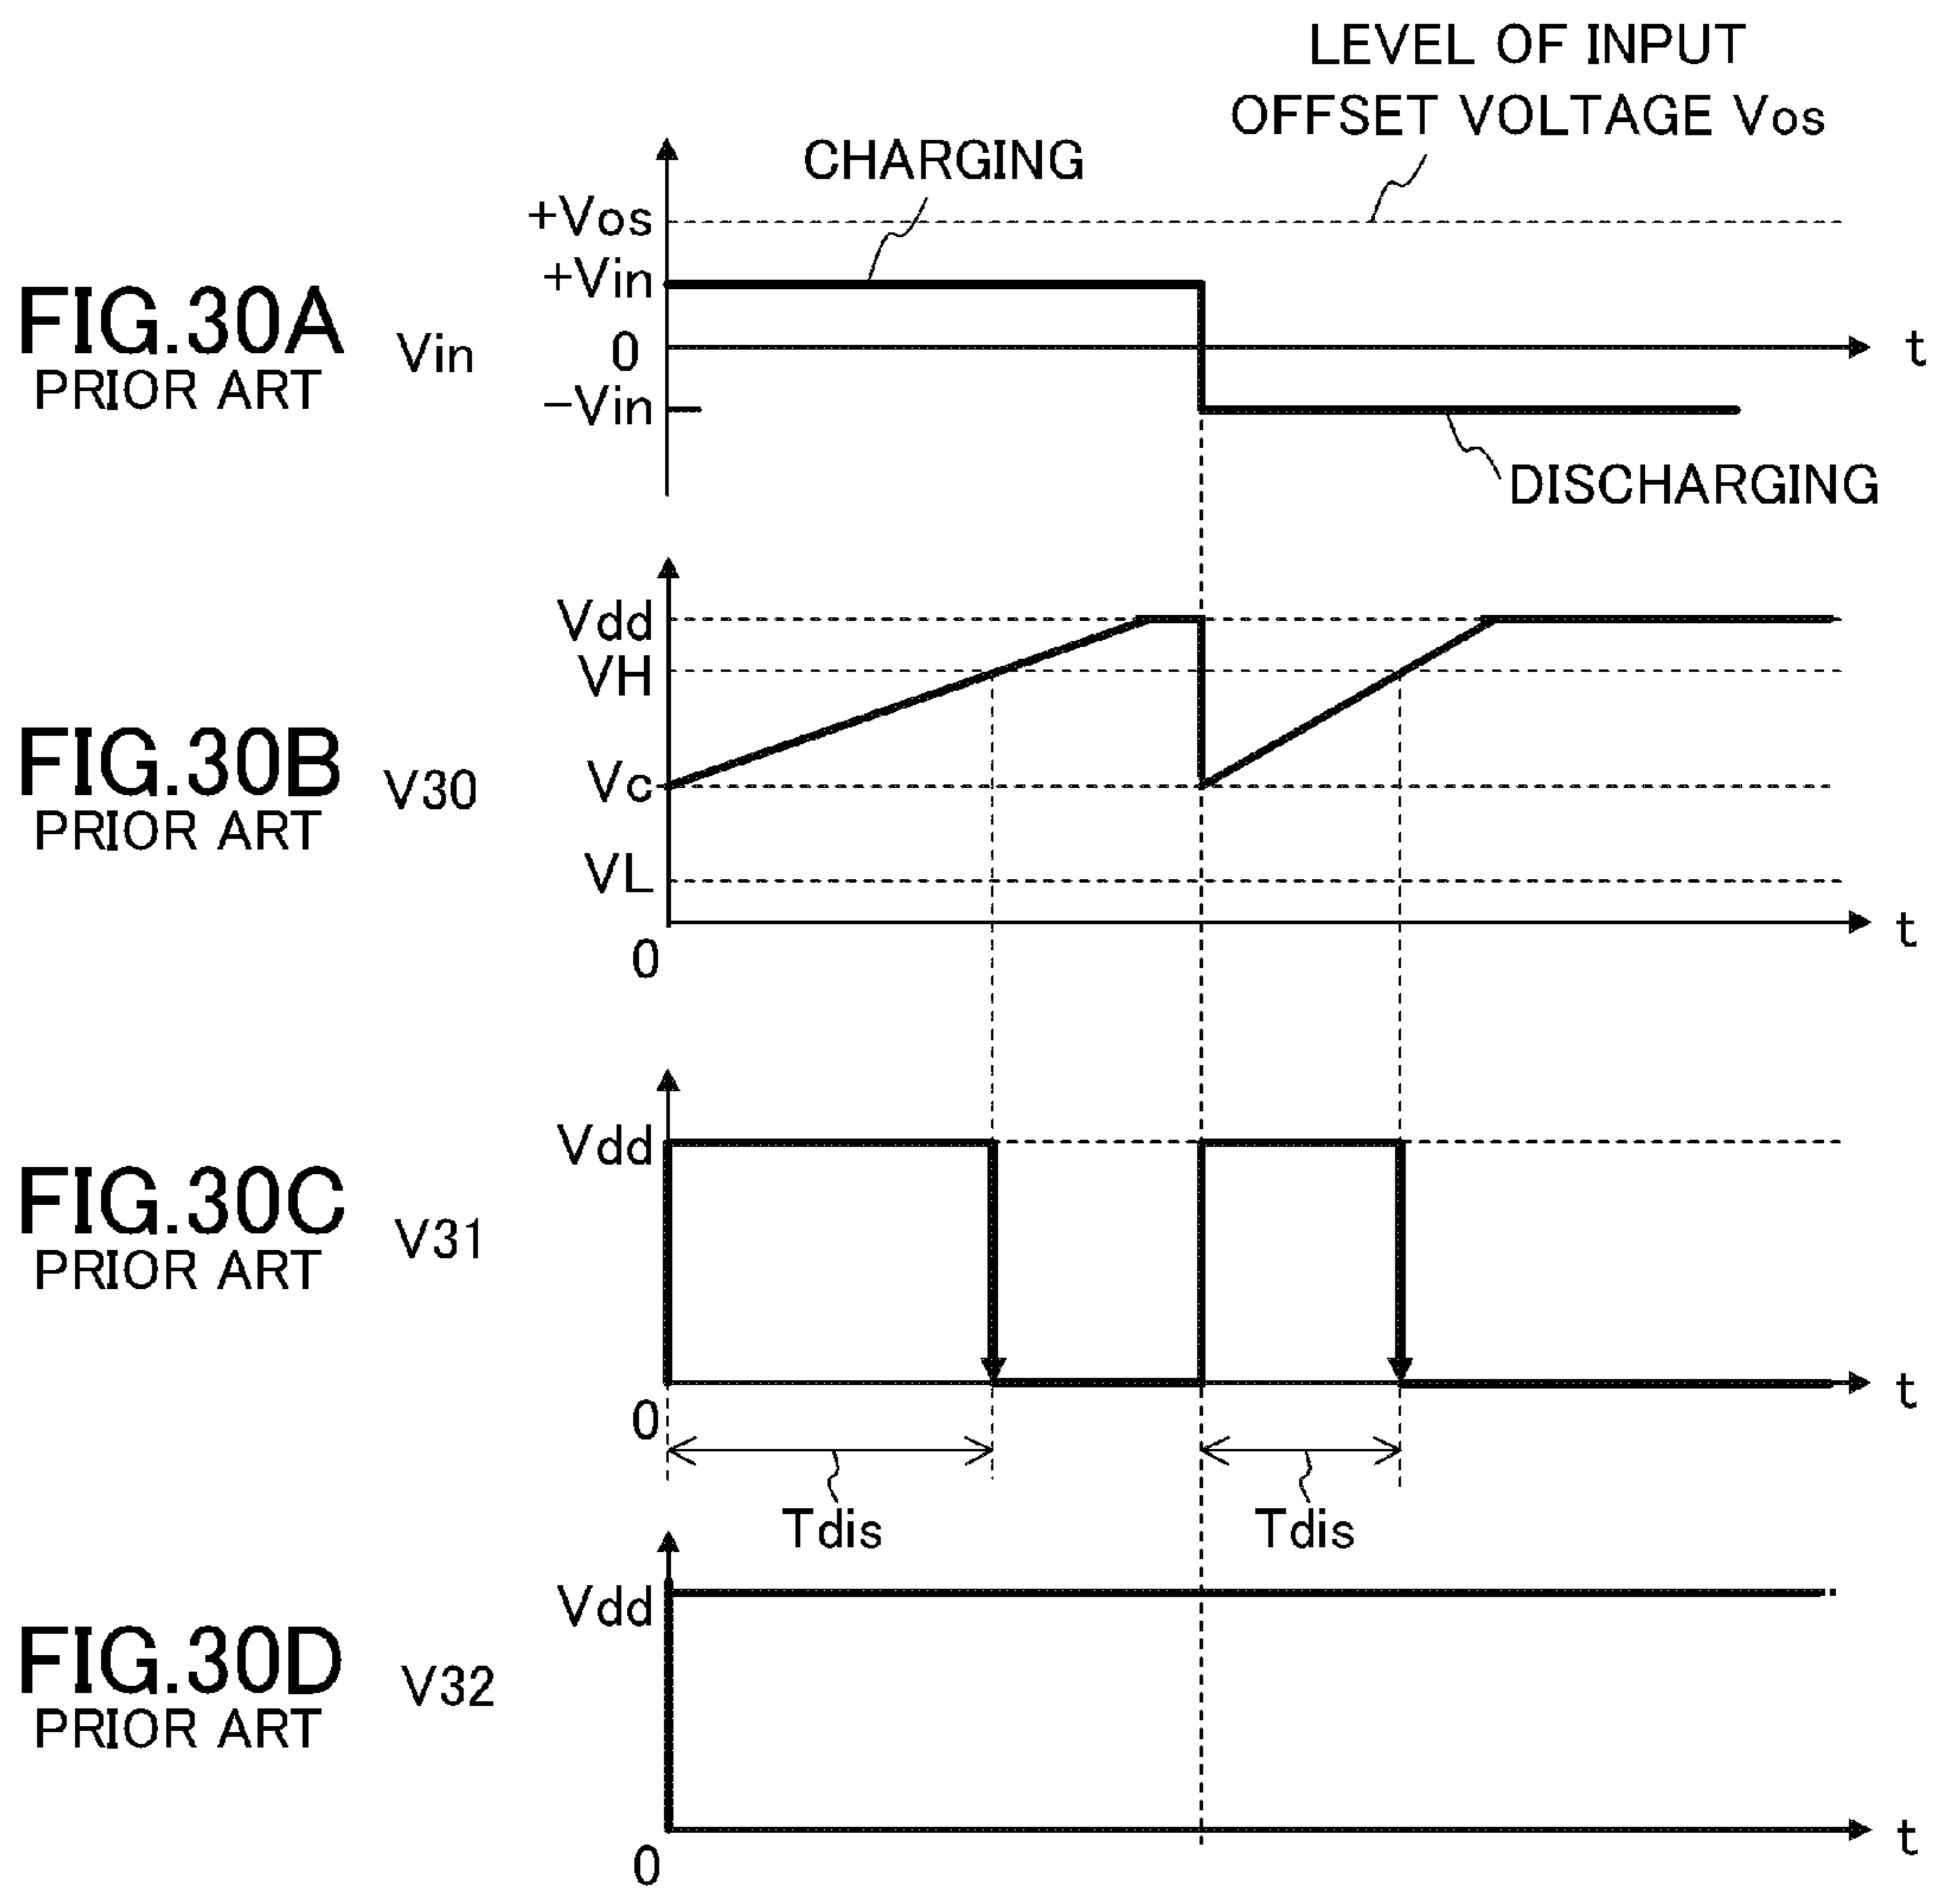 LEVEL OF INPUT
OFFSET VOLTAGE Vos
CHARGING
+Vos
+Vin
FIG.30A
PRIOR ART
Vin
0
t
−Vin
DISCHARGING
Vdd
VH
FIG.30B
PRIOR ART
V30
Vc
VL
t
0
Vdd
FIG.30C
PRIOR ART
V31
t
0
Tdis
Tdis
Vdd
FIG.30D
PRIOR ART
V32
t
0